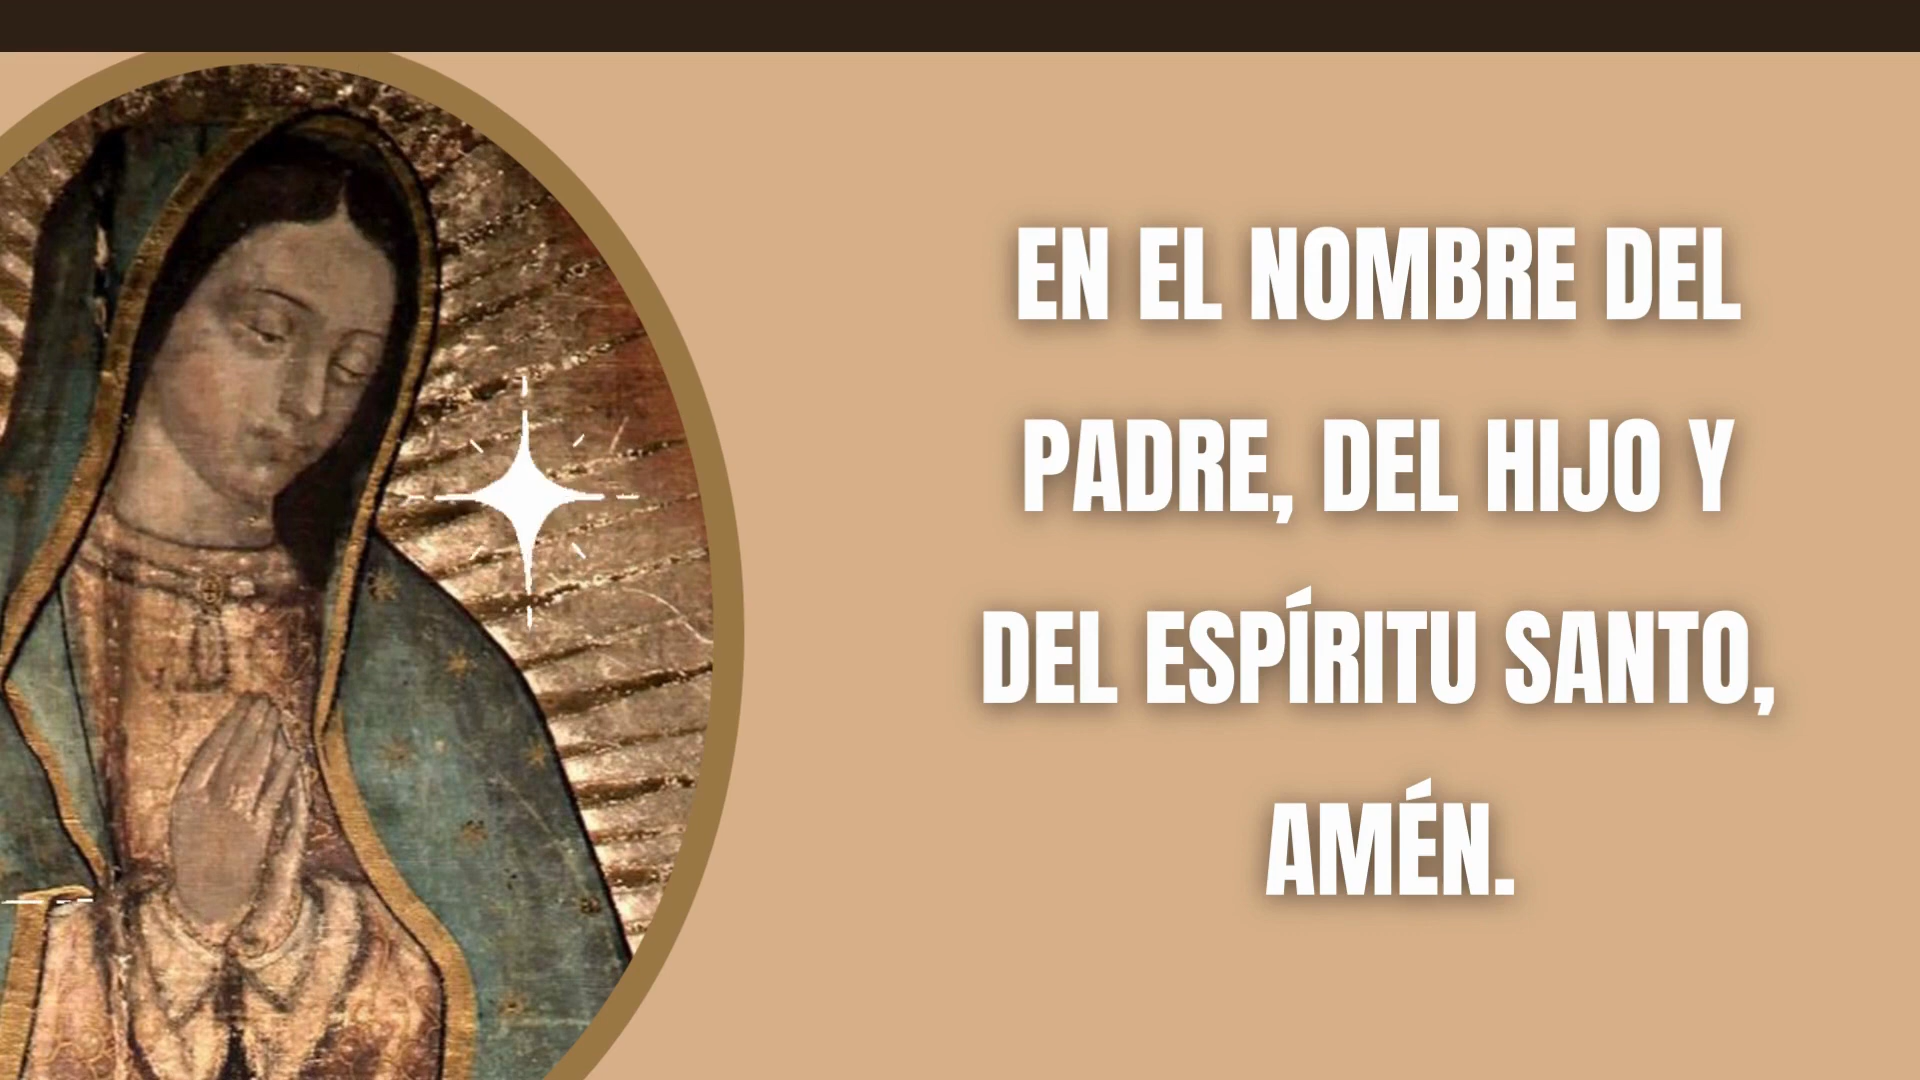 EN EL NOMBRE DEL
PADRE, DEL HIJO Y
DEL ESPÍRITU SANTO,
AMÉN.